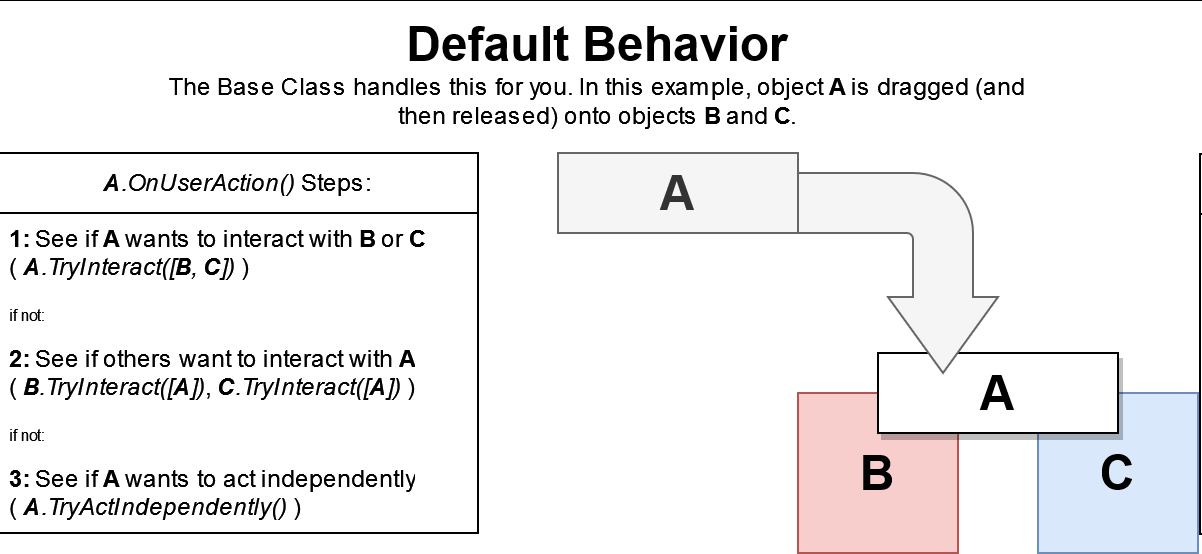 Default Behavior
The Base Class handles this for you. In this example, object A is dragged (and
then released) onto objects B and C.
A.OnUserAction() Steps:
1: See if A wants to interact with B or C
( A.TryInteract([B, C]) )
if not:
2: See if others want to interact with A
( B.TryInteract([A]), C.TryInteract([A]) )
if not:
3: See if A wants to act independently
( A.TryActIndependently() )
A
A
B
C